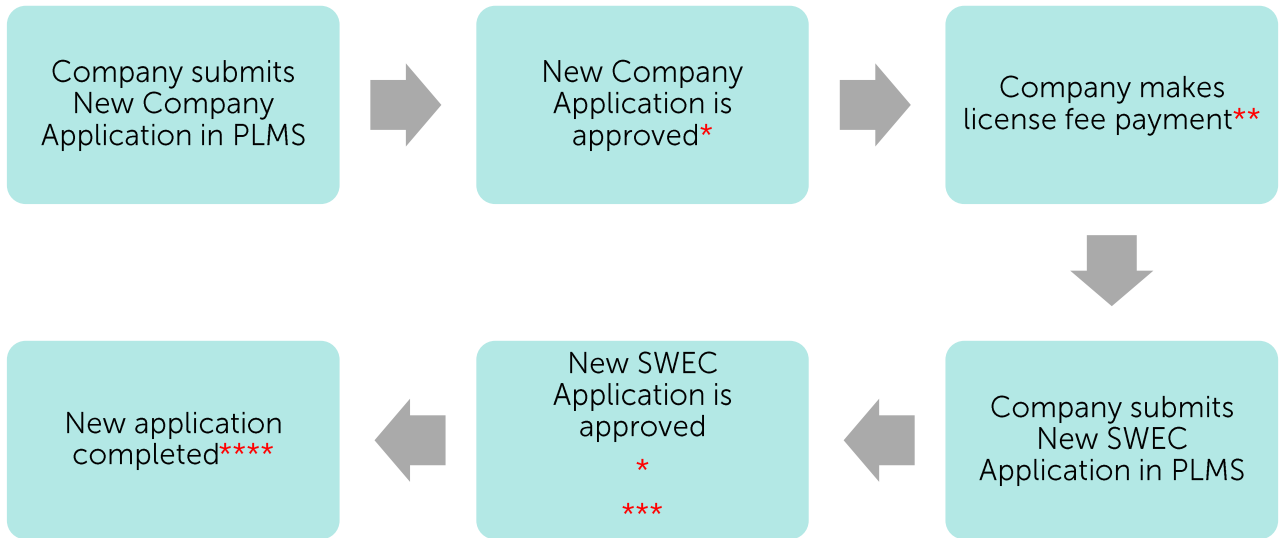 Company submits
New Company
Application in PLMS
New Company
Application is
approved*
Company makes
license fee payment**
Company submits
New SWEC
Application in PLMS
New SWEC
Application is
approved
*
***
New application
completed****